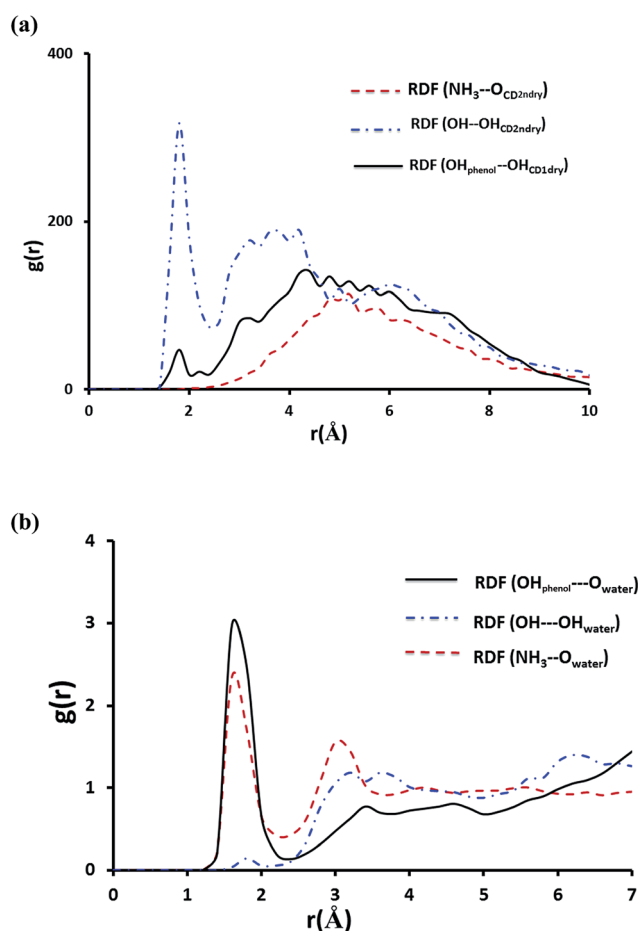 (a)
400
RDF (NH3--OCD2ndry)
RDF (OH--OHCD2ndry)
RDF (OHphenol--OHCD1dry)
200
g(r)
0
0 2 4 6 8 10
r(Å)
(b)
4
RDF (OHphenol---Owater)
RDF (OH---OHwater)
RDF (NH3--Owater)
3
g(r)
2
1
0
0 1 2 3 4 5 6 7
r(Å)